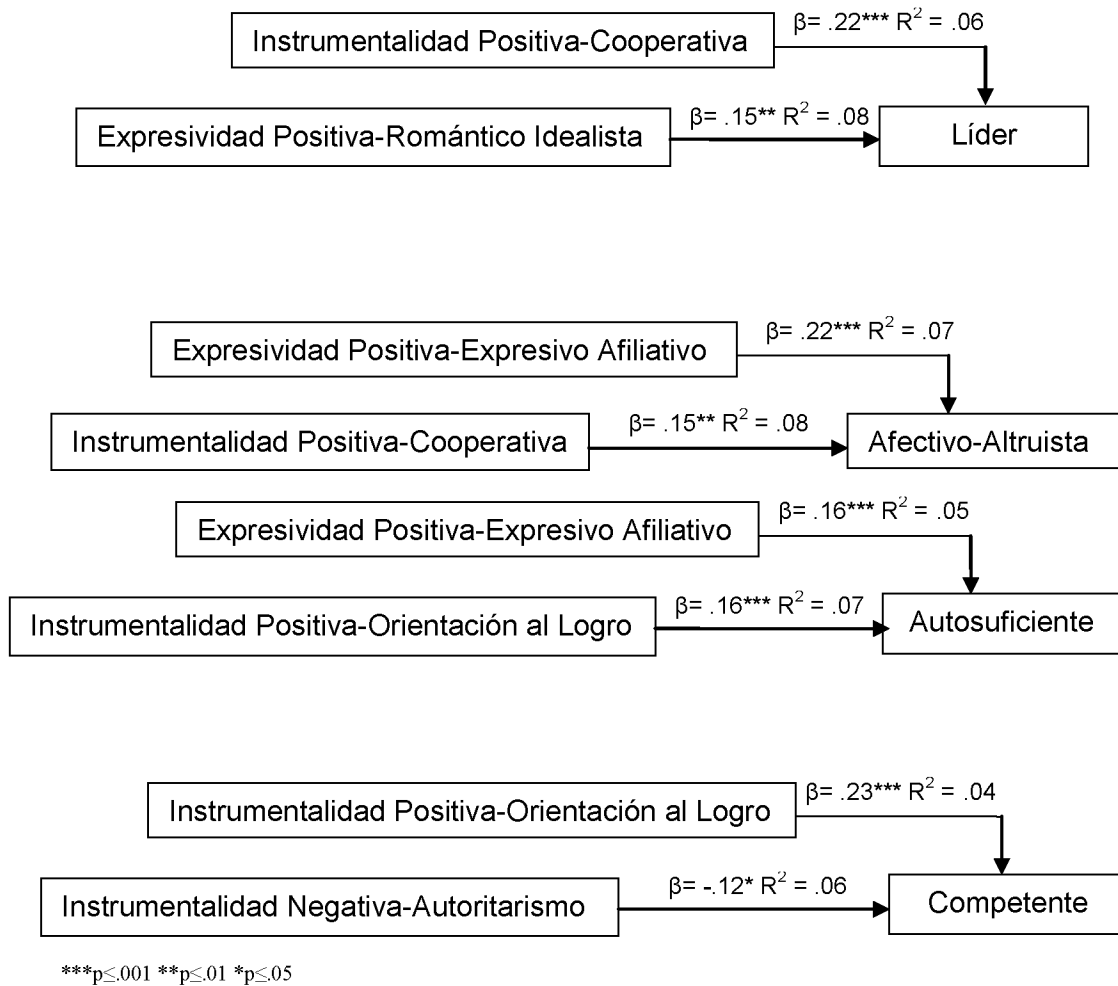 Instrumentalidad Positiva-Cooperativa
β= .22*** R² = .06
Expresividad Positiva-Romántico Idealista
β= .15** R² = .08
Líder
Expresividad Positiva-Expresivo Afiliativo
β= .22*** R² = .07
Instrumentalidad Positiva-Cooperativa
β= .15** R² = .08
Afectivo-Altruista
Expresividad Positiva-Expresivo Afiliativo
β= .16*** R² = .05
Instrumentalidad Positiva-Orientación al Logro
β= .16*** R² = .07
Autosuficiente
Instrumentalidad Positiva-Orientación al Logro
β= .23*** R² = .04
Instrumentalidad Negativa-Autoritarismo
β= -.12* R² = .06
Competente
***p≤.001 **p≤.01 *p≤.05